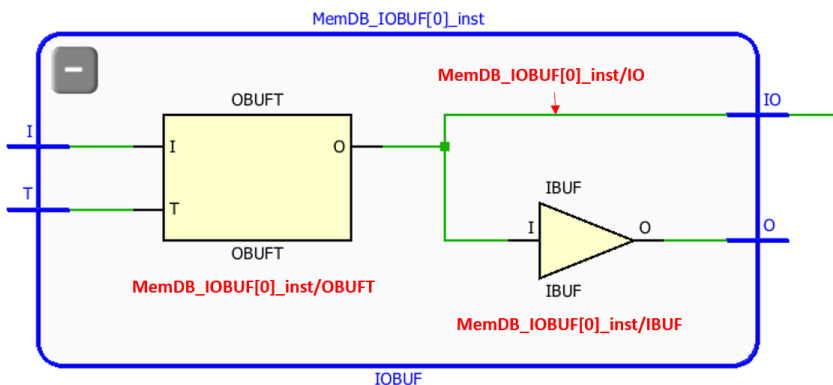 MemDB_IOBUF[0]_inst
MemDB_IOBUF[0]_inst/IO
OBUFT
IO
I
I
O
T
T
IBUF
I
O
O
OBUFT
MemDB_IOBUF[0]_inst/OBUFT
IBUF
MemDB_IOBUF[0]_inst/IBUF
IOBUF